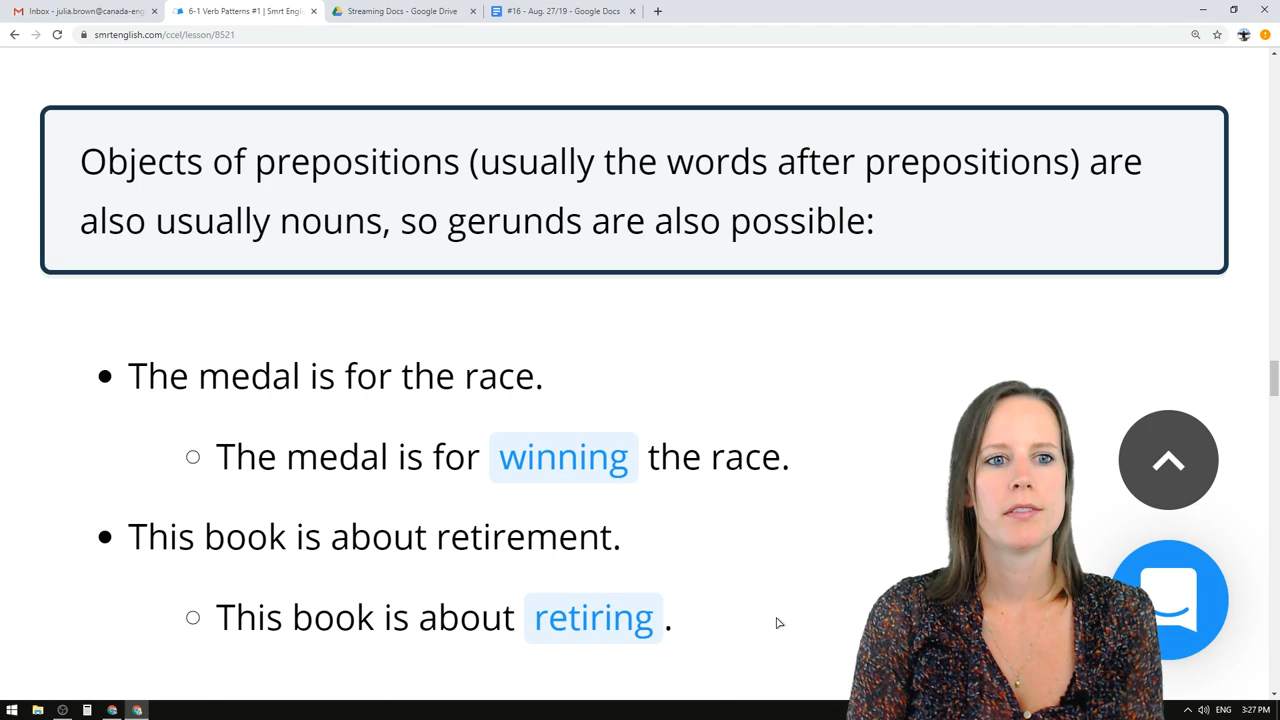 Inbox - julia.brown@canada-eng
6-1 Verb Patterns #1 | Smrt Engli
Streaming Docs - Google Drive
#16 - Aug. 27/19 - Google Docs
smrtenglish.com/ccel/lesson/8521
Objects of prepositions (usually the words after prepositions) are
also usually nouns, so gerunds are also possible:
The medal is for the race.
The medal is for winning the race.
This book is about retirement.
This book is about retiring.
ENG
3:27 PM